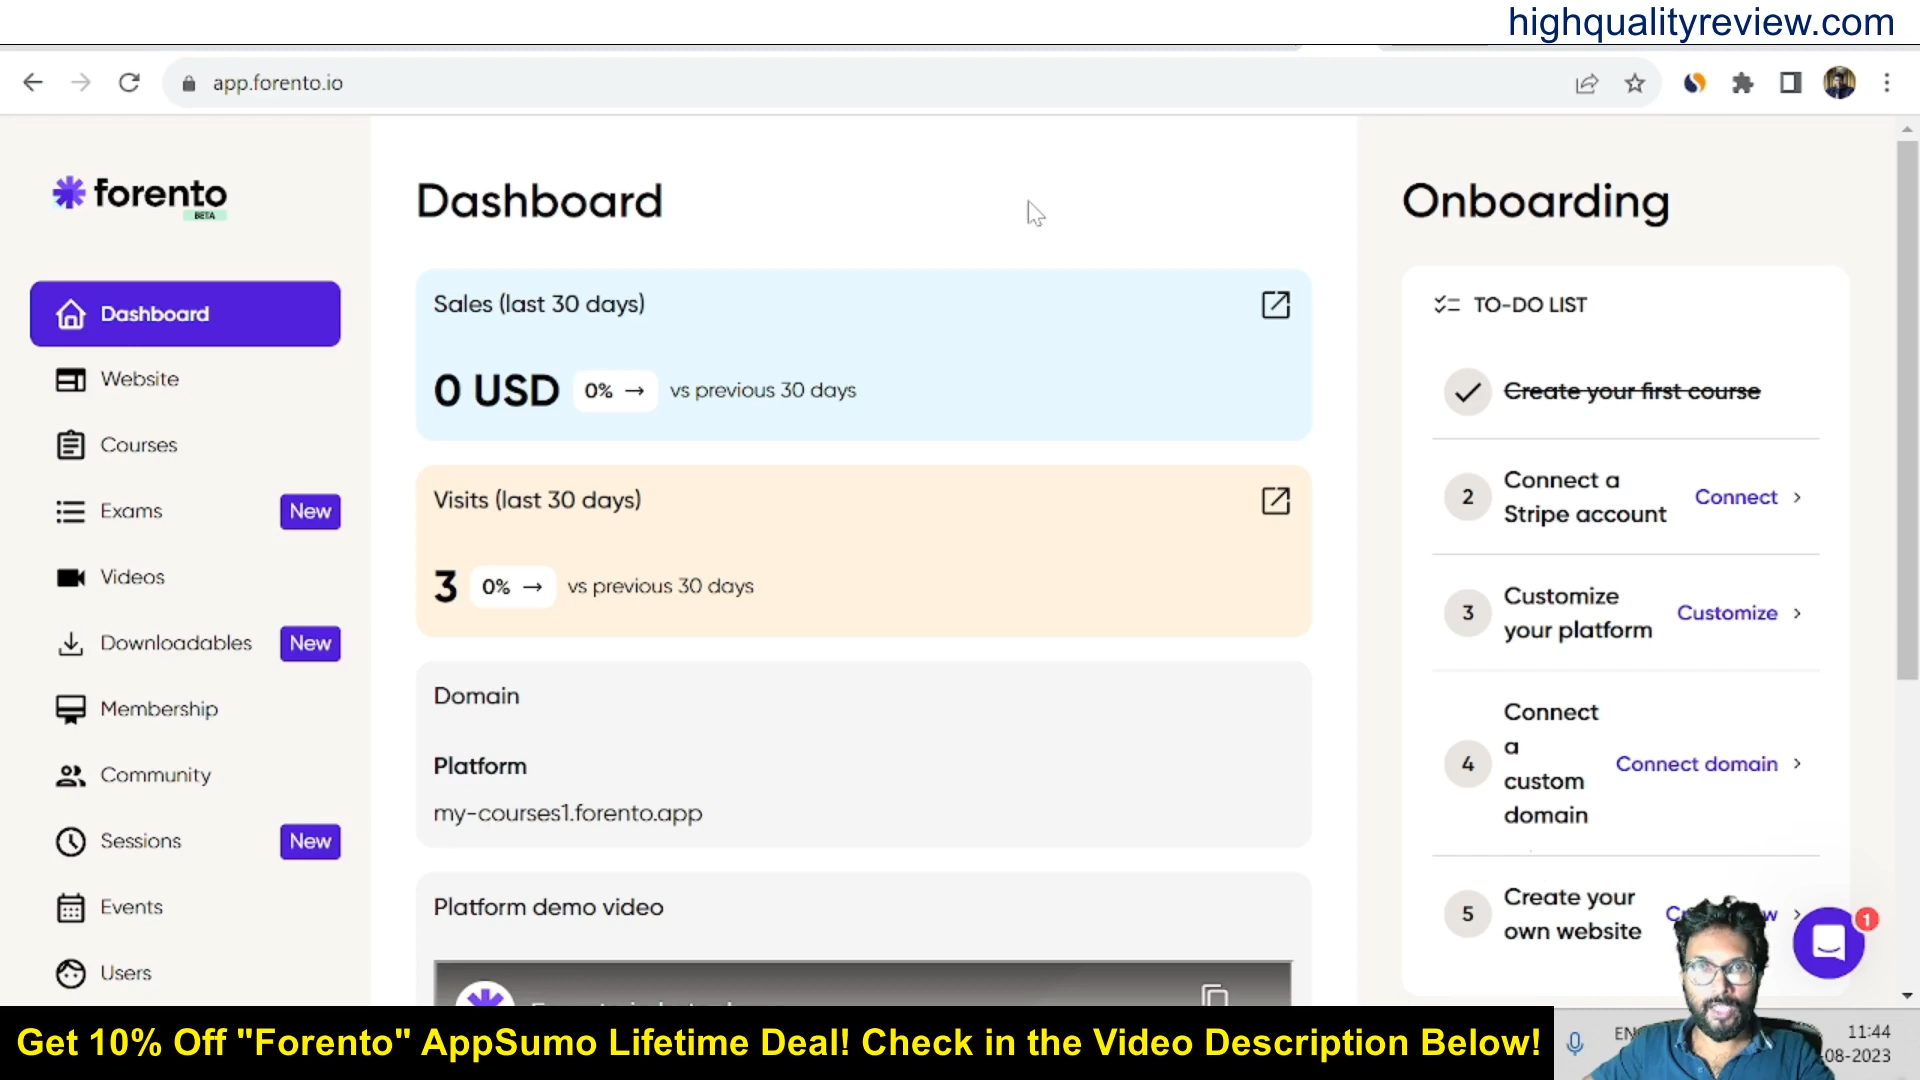 highqualityreview.com
app.forento.io
forento
BETA
Dashboard
Website
Courses
Exams New
Videos
Downloadables New
Membership
Community
Sessions New
Events
Users
Dashboard
Sales (last 30 days)
0 USD 0% → vs previous 30 days
Visits (last 30 days)
3 0% → vs previous 30 days
Domain
Platform
my-courses1.forento.app
Platform demo video
Onboarding
TO-DO LIST
Create your first course
2 Connect a
Stripe account
Connect >
3 Customize
your platform
Customize >
4 Connect
a
custom
domain
Connect domain >
5 Create your
own website
1
Get 10% Off "Forento" AppSumo Lifetime Deal! Check in the Video Description Below!
11:44
-08-2023